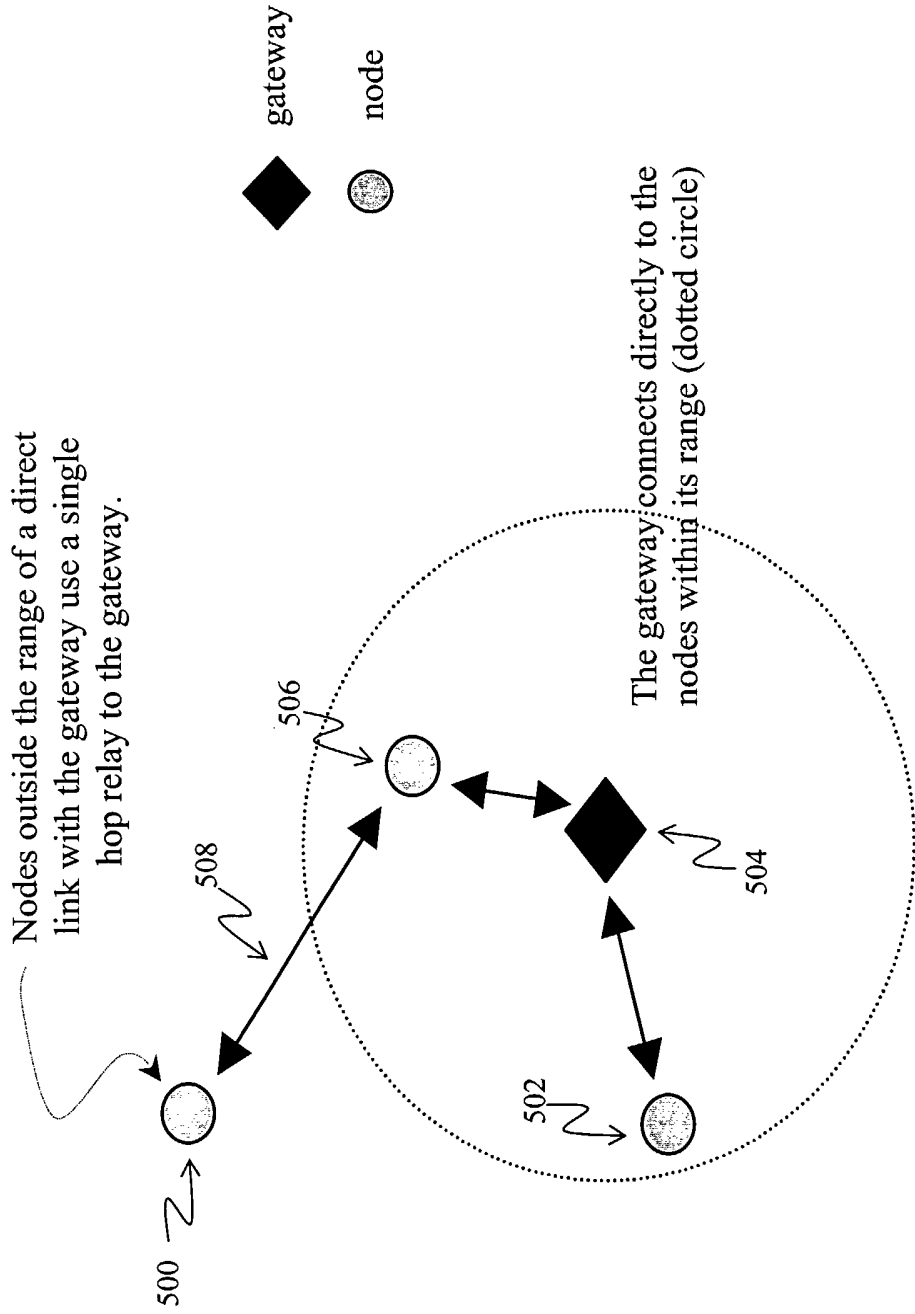 Nodes outside the range of a direct
link with the gateway use a single
hop relay to the gateway.
500
508
506
502
504
The gateway connects directly to the
nodes within its range (dotted circle)
gateway
node